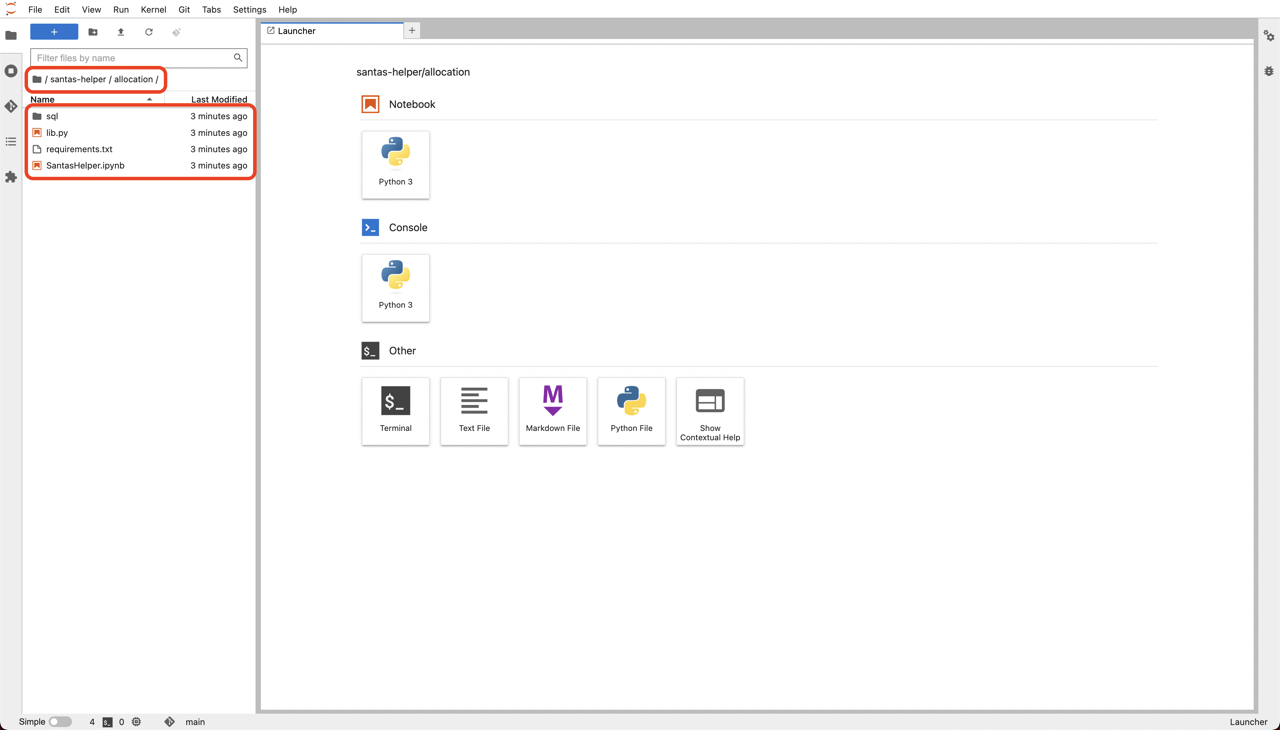 File Edit View Run Kernel Git Tabs Settings Help
+
Filter files by name
/ santas-helper / allocation /
Name Last Modified
sql 3 minutes ago
lib.py 3 minutes ago
requirements.txt 3 minutes ago
SantasHelper.ipynb 3 minutes ago
Launcher +
santas-helper/allocation
Notebook
Python 3
>_ Console
Python 3
$_ Other
$_
Terminal
Text File
M
Markdown File
Python File
Show
Contextual Help
Simple 4 $_ 0 main Launcher